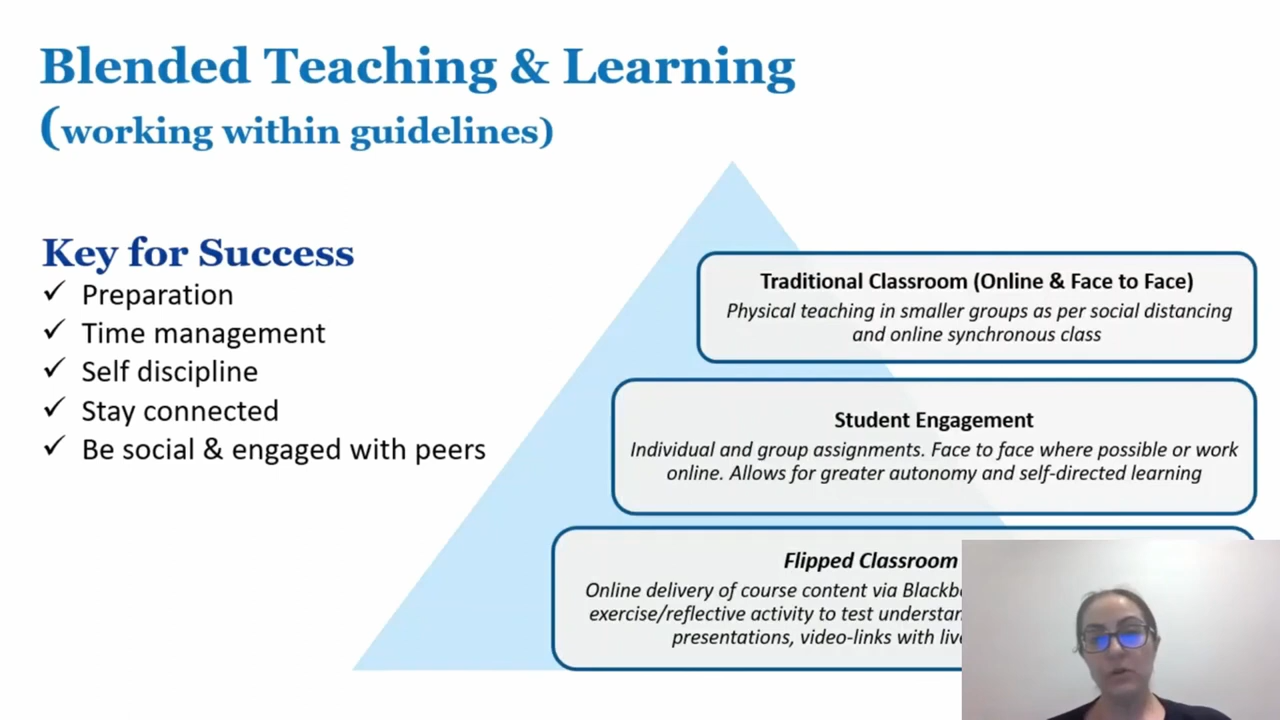 Blended Teaching & Learning
(working within guidelines)
Key for Success
✓ Preparation
✓ Time management
✓ Self discipline
✓ Stay connected
✓ Be social & engaged with peers
Traditional Classroom (Online & Face to Face)
Physical teaching in smaller groups as per social distancing
and online synchronous class
Student Engagement
Individual and group assignments. Face to face where possible or work
online. Allows for greater autonomy and self-directed learning
Flipped Classroom
Online delivery of course content via
exercise/reflective activity to test
presentations, video-links with